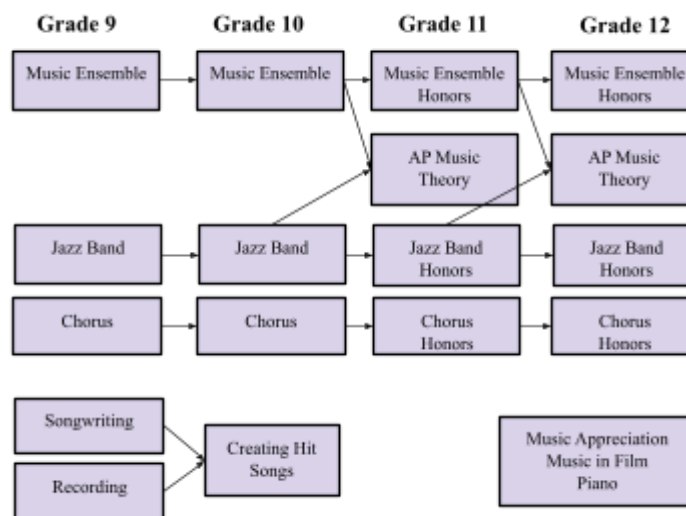 Grade 9 Grade 10 Grade 11 Grade 12
Music Ensemble
Music Ensemble
Music Ensemble
Honors
Music Ensemble
Honors
AP Music
Theory
AP Music
Theory
Jazz Band
Jazz Band
Jazz Band
Honors
Jazz Band
Honors
Chorus
Chorus
Chorus
Honors
Chorus
Honors
Songwriting
Recording
Creating Hit
Songs
Music Appreciation
Music in Film
Piano